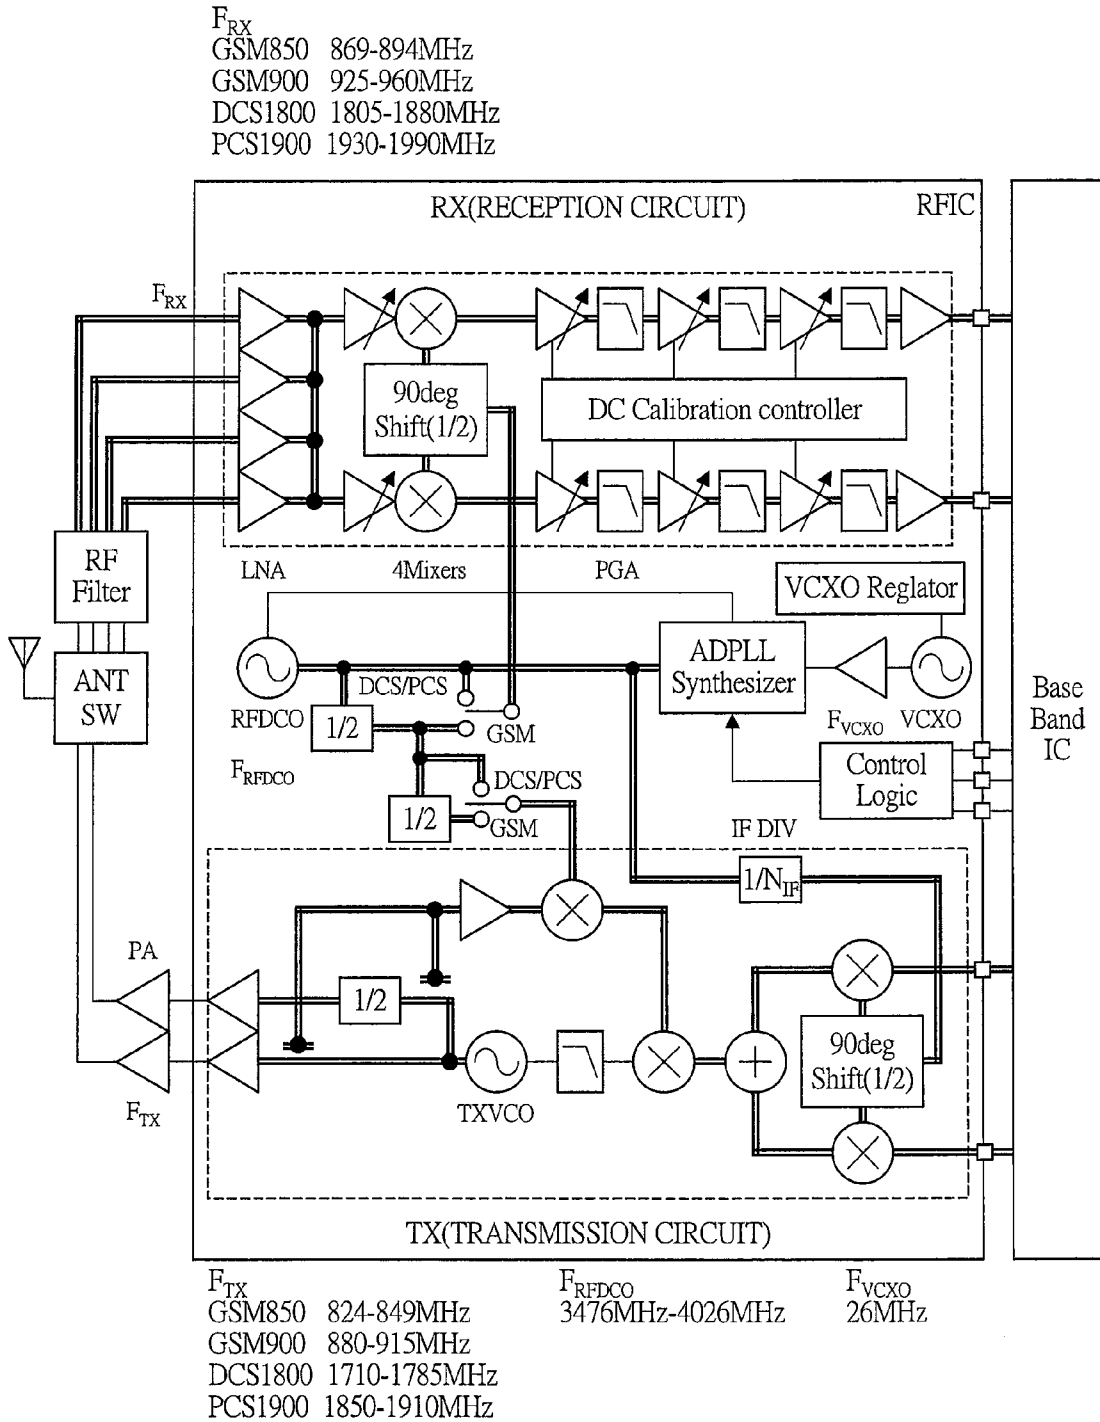 F_RX
GSM850 869-894MHz
GSM900 925-960MHz
DCS1800 1805-1880MHz
PCS1900 1930-1990MHz
RX(RECEPTION CIRCUIT)
RFIC
F_RX
90deg
Shift(1/2)
DC Calibration controller
RF
Filter
LNA
4Mixers
PGA
VCXO Reglator
ANT
SW
ADPLL
Synthesizer
RFDCO
DCS/PCS
1/2
GSM
F_VCXO
VCXO
Base
Band
IC
F_RFDCO
Control
Logic
DCS/PCS
1/2
GSM
IF DIV
1/N_IF
PA
1/2
90deg
Shift(1/2)
TXVCO
F_TX
TX(TRANSMISSION CIRCUIT)
F_TX
GSM850 824-849MHz
GSM900 880-915MHz
DCS1800 1710-1785MHz
PCS1900 1850-1910MHz
F_RFDCO
3476MHz-4026MHz
F_VCXO
26MHz